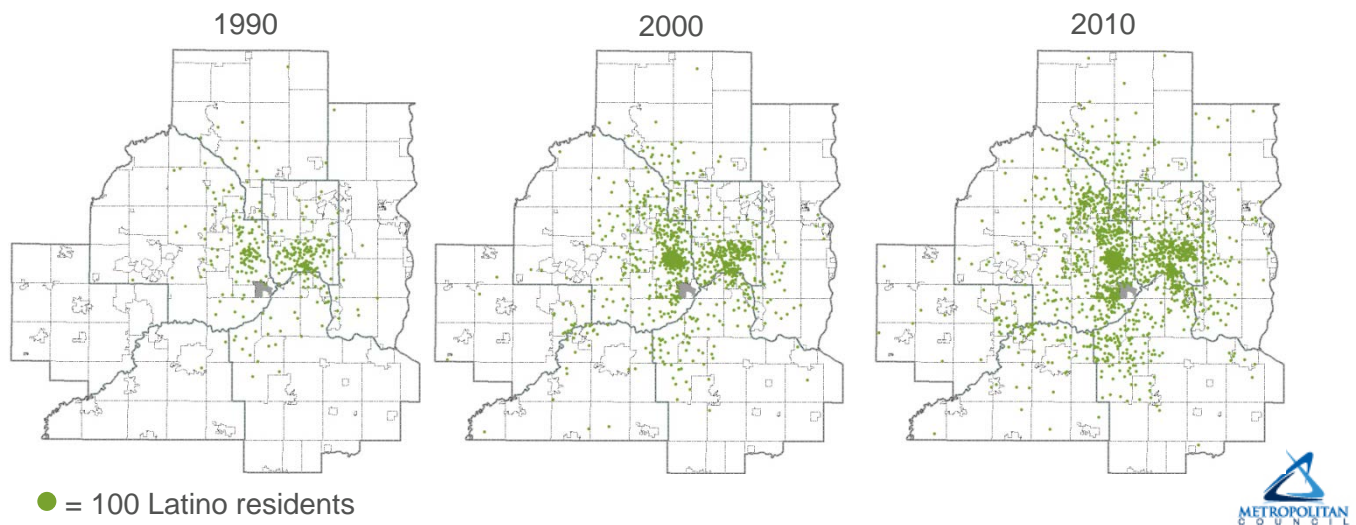 1990
2000
2010
= 100 Latino residents
METROPOLITAN
COUNCIL